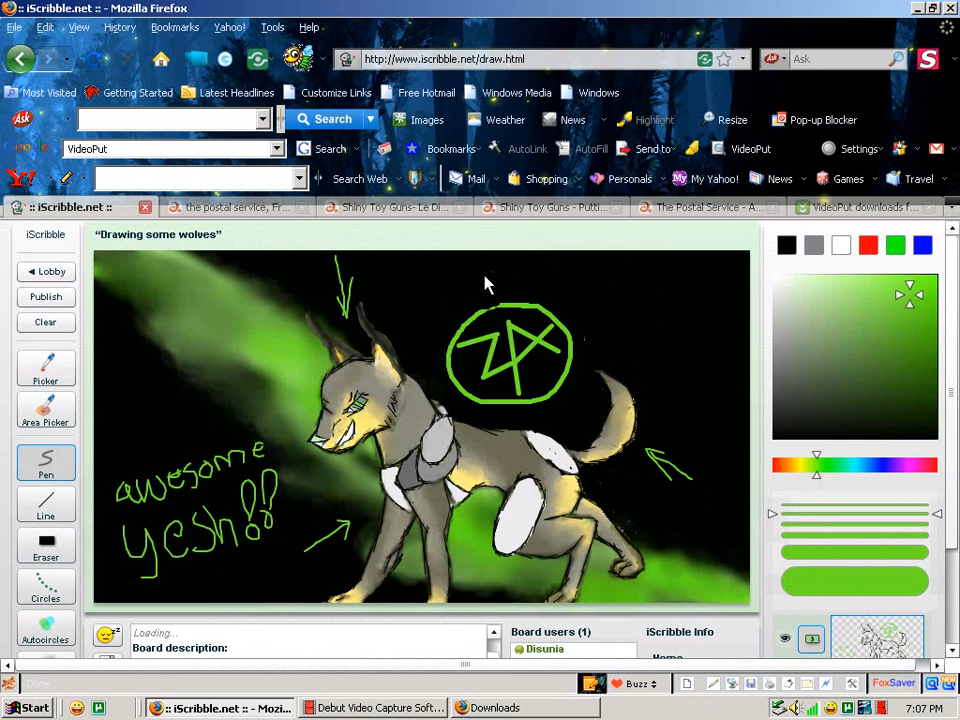 :: iScribble.net :: - Mozilla Firefox
File Edit View History Bookmarks Yahoo! Tools Help
http://www.iscribble.net/draw.html Ask
Most Visited Getting Started Latest Headlines Customize Links Free Hotmail Windows Media Windows
Ask Search Images Weather News Highlight Resize Pop-up Blocker
VideoPut Search Bookmarks AutoLink AutoFill Send to VideoPut Settings
Y! Search Web Mail Shopping Personals My Yahoo! News Games Travel
:: iScribble.net :: the postal service, Fr... Shiny Toy Guns- Le Di... Shiny Toy Guns - Putti... The Postal Service - A... VideoPut downloads f...
iScribble "Drawing some wolves"
Lobby
Publish
Clear
Picker
Area Picker
Pen
Line
Eraser
Circles
Autocircles
awesome
yesh!!
Loading...
Board description:
Board users (1)
Disunia
iScribble Info
Done Buzz FoxSaver
Start :: iScribble.net :: - Mozi... Debut Video Capture Soft... Downloads 7:07 PM